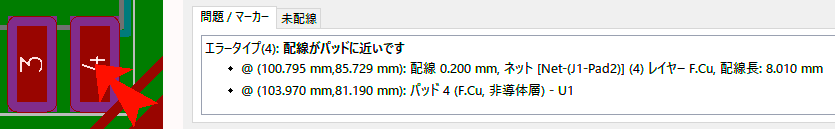 3
4
問題 / マーカー
未配線
エラータイプ(4): 配線がパッドに近いです
• @ (100.795 mm,85.729 mm): 配線 0.200 mm, ネット [Net-(J1-Pad2)] (4) レイヤー F.Cu, 配線長: 8.010 mm
• @ (103.970 mm,81.190 mm): パッド 4 (F.Cu, 非導体層) - U1